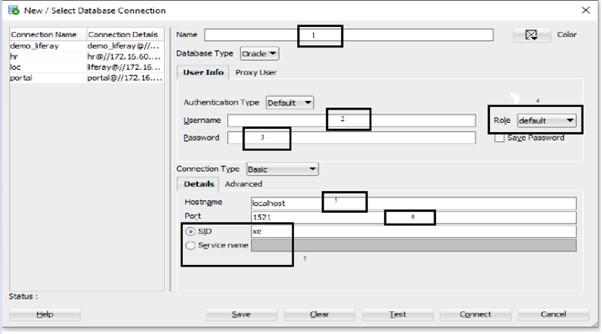 New / Select Database Connection
Connection Name Connection Details
demo_liferay demo_liferay@//...
hr hr@//172.16.60....
loc liferay@//172.16...
portal portal@//172.16....
Name 1 Color
Database Type Oracle
User Info Proxy User
4
Authentication Type Default
Username 2 Role default
Password 3 Save Password
Connection Type Basic
Details Advanced
Hostname localhost 5
Port 1521 6
SID xe
Service name
7
Status :
Help Save Clear Test Connect Cancel